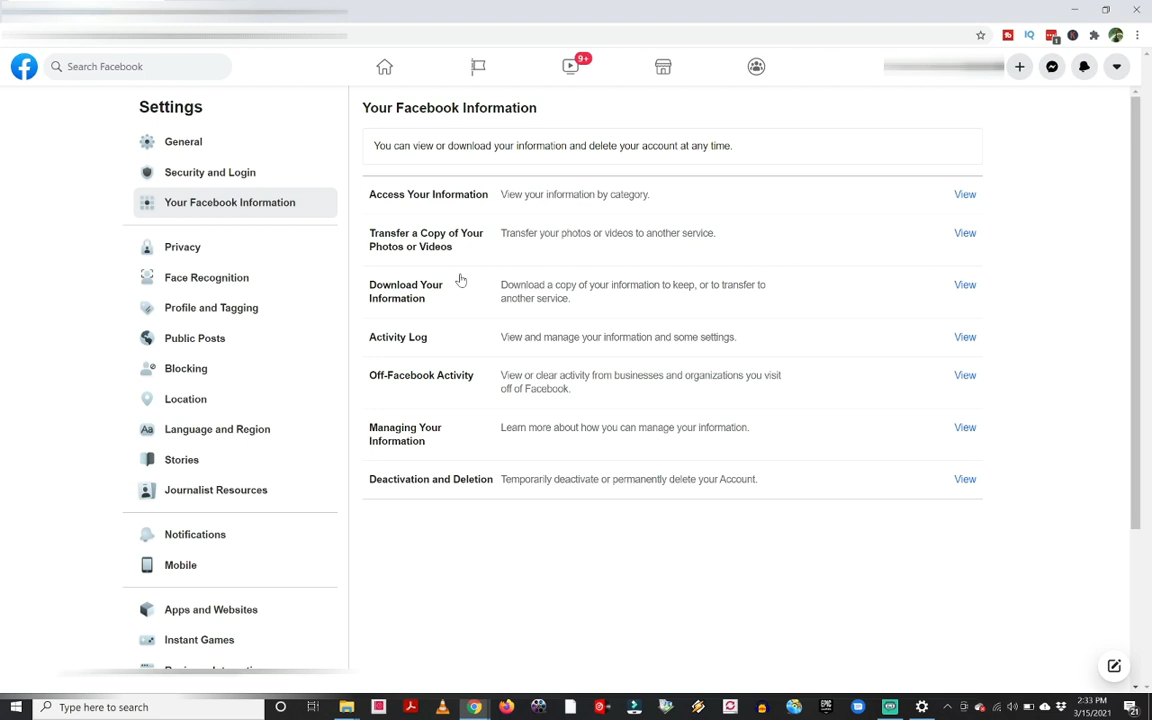 Search Facebook
9+
Settings
General
Security and Login
Your Facebook Information
Privacy
Face Recognition
Profile and Tagging
Public Posts
Blocking
Location
Aa Language and Region
Stories
Journalist Resources
Notifications
Mobile
Apps and Websites
Instant Games
Your Facebook Information
You can view or download your information and delete your account at any time.
Access Your Information View your information by category. View
Transfer a Copy of Your Transfer your photos or videos to another service. View
Photos or Videos
Download Your Download a copy of your information to keep, or to transfer to View
Information another service.
Activity Log View and manage your information and some settings. View
Off-Facebook Activity View or clear activity from businesses and organizations you visit View
off of Facebook.
Managing Your Learn more about how you can manage your information. View
Information
Deactivation and Deletion Temporarily deactivate or permanently delete your Account. View
Type here to search
2:33 PM
3/15/2021
21